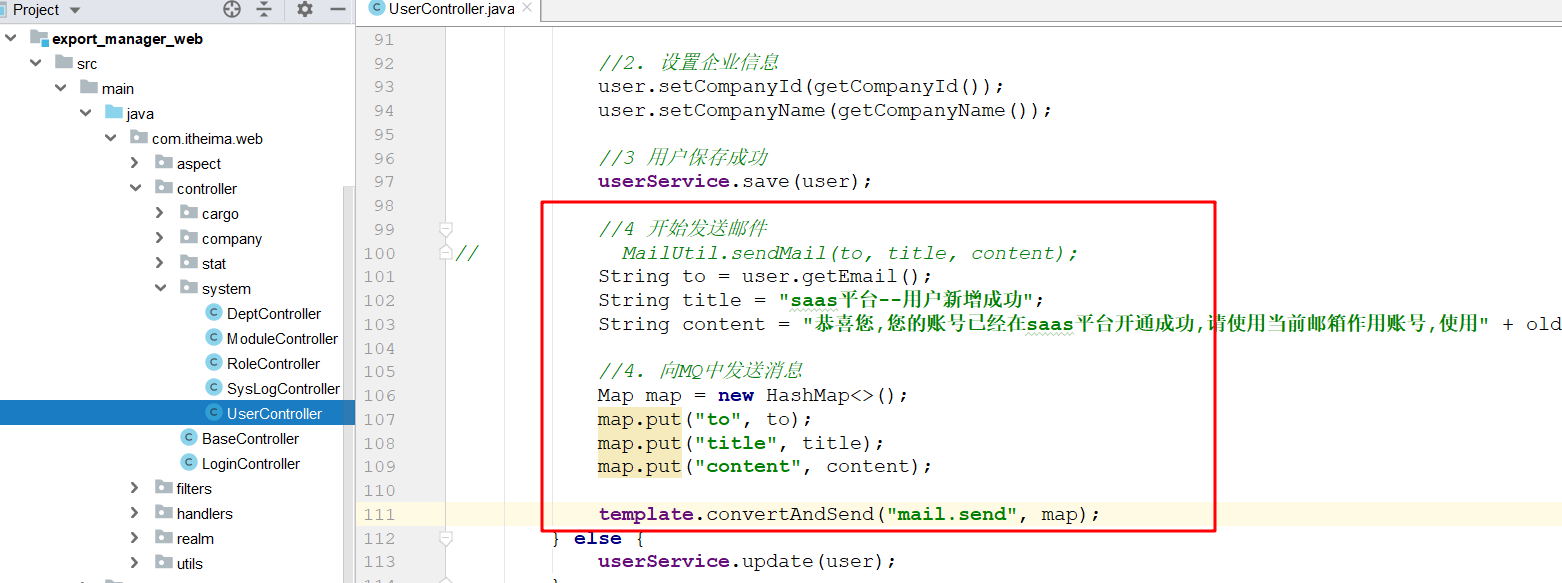 Project
export_manager_web
src
main
java
com.itheima.web
aspect
controller
cargo
company
stat
system
DeptController
ModuleController
RoleController
SysLogController
UserController
BaseController
LoginController
filters
handlers
realm
utils
UserController.java
91
92 //2. 设置企业信息
93 user.setCompanyId(getCompanyId());
94 user.setCompanyName(getCompanyName());
95
96 //3 用户保存成功
97 userService.save(user);
98
99 //4 开始发送邮件
100 // MailUtil.sendMail(to, title, content);
101 String to = user.getEmail();
102 String title = "saas平台--用户新增成功";
103 String content = "恭喜您,您的账号已经在saas平台开通成功,请使用当前邮箱作用账号,使用" + old
104
105 //4. 向MQ中发送消息
106 Map map = new HashMap<>();
107 map.put("to", to);
108 map.put("title", title);
109 map.put("content", content);
110
111 template.convertAndSend("mail.send", map);
112 } else {
113 userService.update(user);
114 }